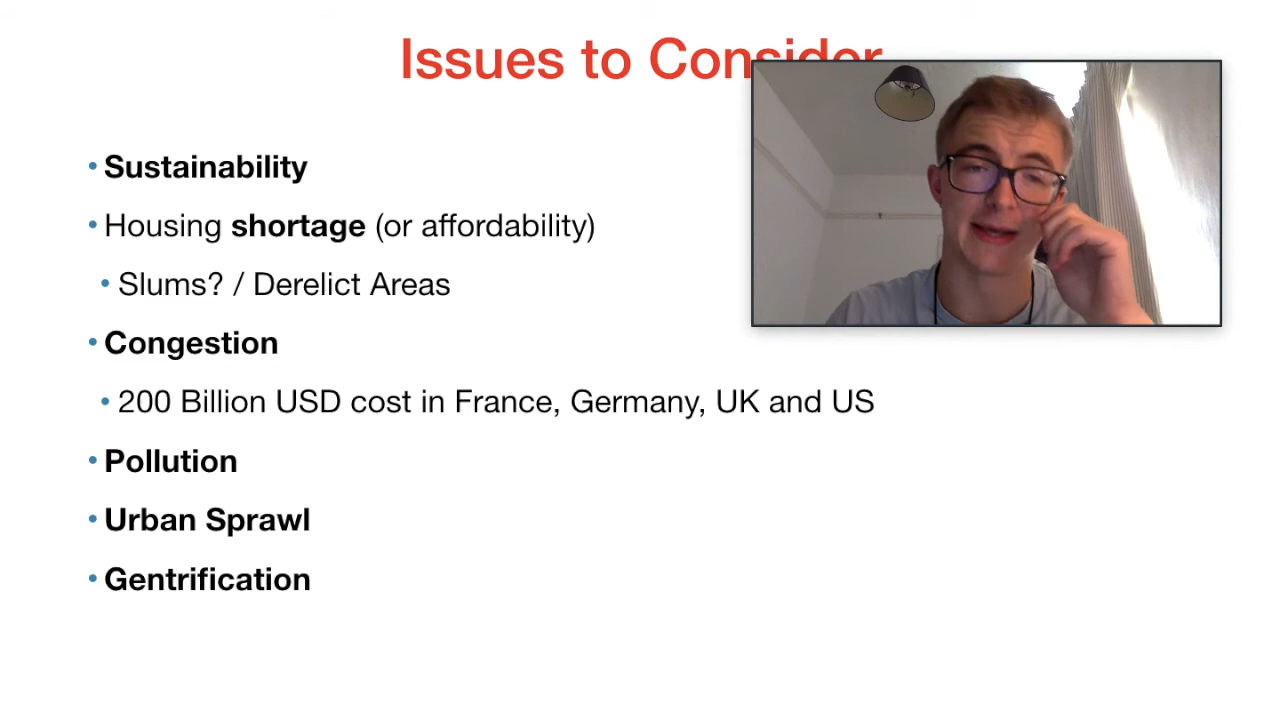 Issues to Consider
• Sustainability
• Housing shortage (or affordability)
• Slums? / Derelict Areas
• Congestion
• 200 Billion USD cost in France, Germany, UK and US
• Pollution
• Urban Sprawl
• Gentrification